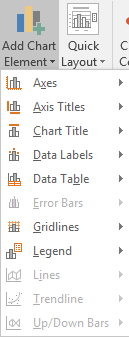 Add Chart Quick
Element Layout
Axes
Axis Titles
Chart Title
Data Labels
Data Table
Error Bars
Gridlines
Legend
Lines
Trendline
Up/Down Bars